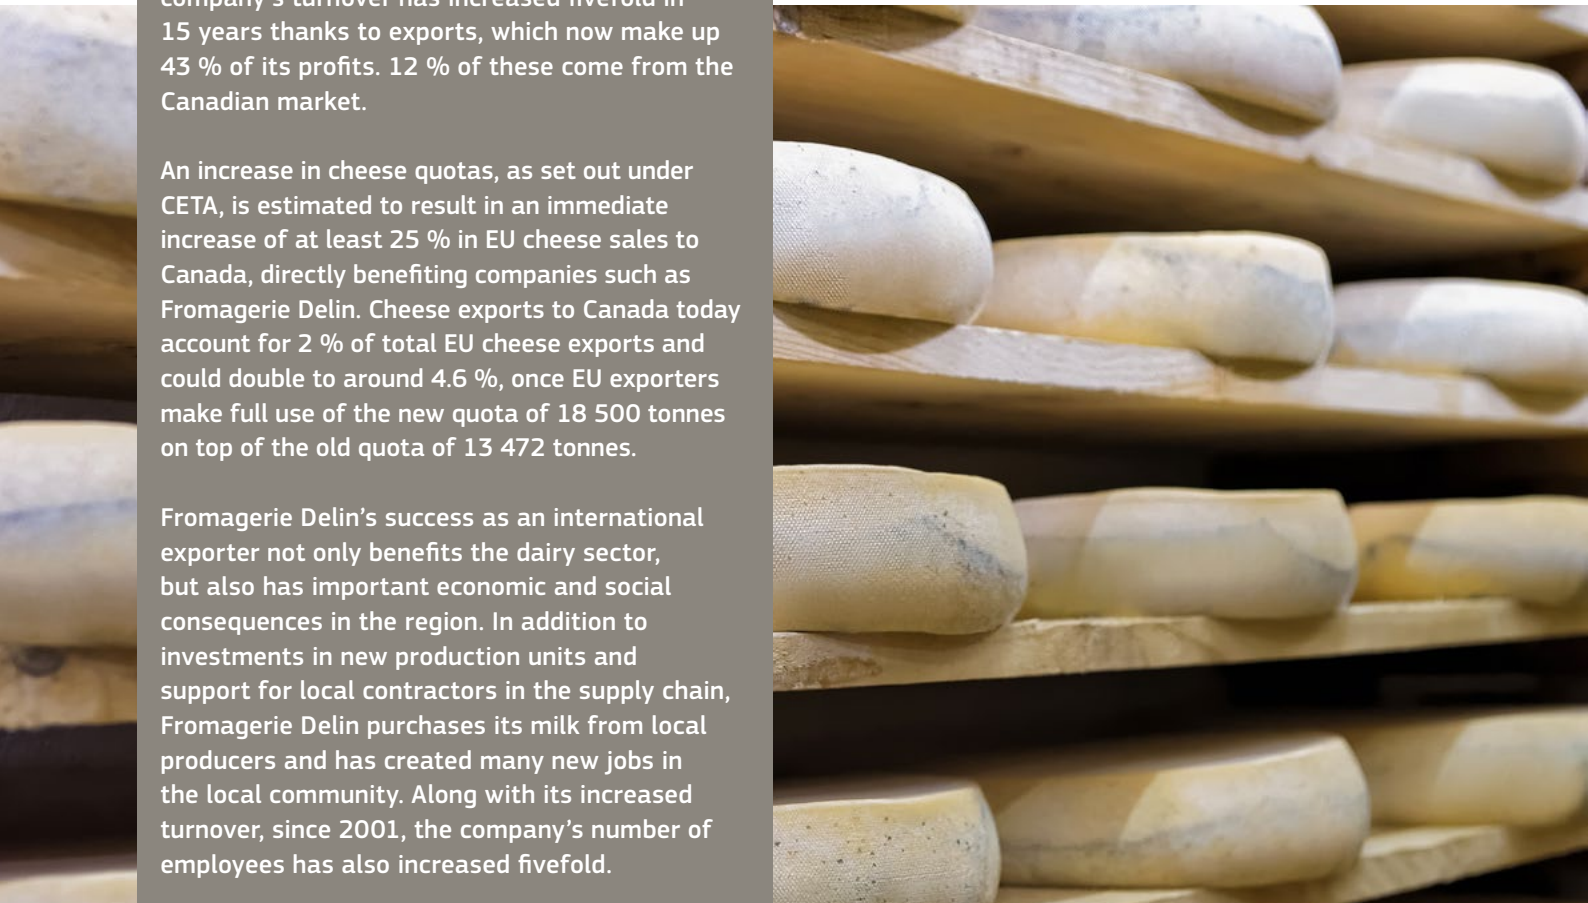 company's turnover has increased fivefold in
15 years thanks to exports, which now make up
43 % of its profits. 12 % of these come from the
Canadian market.
An increase in cheese quotas, as set out under
CETA, is estimated to result in an immediate
increase of at least 25 % in EU cheese sales to
Canada, directly benefiting companies such as
Fromagerie Delin. Cheese exports to Canada today
account for 2 % of total EU cheese exports and
could double to around 4.6 %, once EU exporters
make full use of the new quota of 18 500 tonnes
on top of the old quota of 13 472 tonnes.
Fromagerie Delin’s success as an international
exporter not only benefits the dairy sector,
but also has important economic and social
consequences in the region. In addition to
investments in new production units and
support for local contractors in the supply chain,
Fromagerie Delin purchases its milk from local
producers and has created many new jobs in
the local community. Along with its increased
turnover, since 2001, the company’s number of
employees has also increased fivefold.